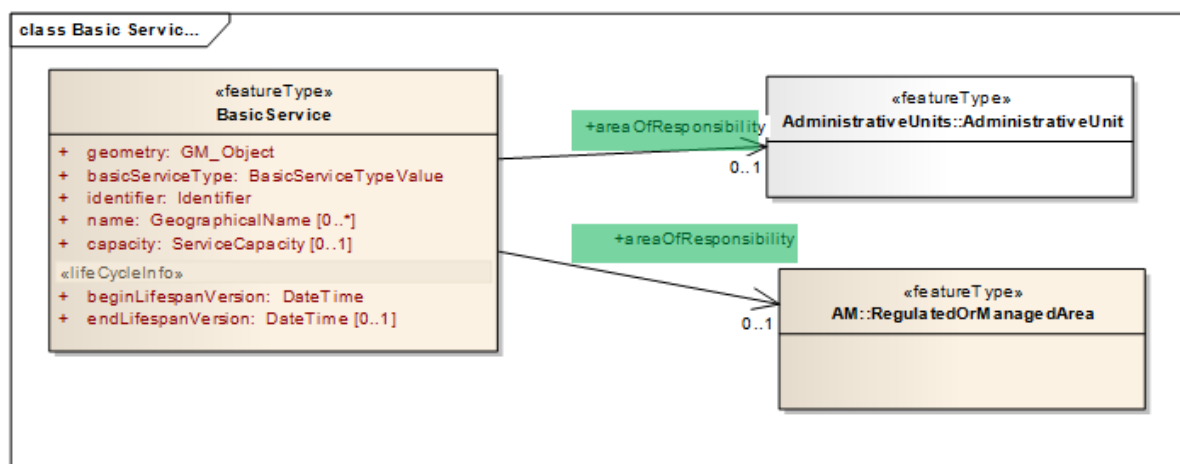 class Basic Servic...
«featureType»
BasicService
+ geometry: GM_Object
+ basicServiceType: BasicServiceTypeValue
+ identifier: Identifier
+ name: GeographicalName [0..*]
+ capacity: ServiceCapacity [0..1]
«lifeCycleInfo»
+ beginLifespanVersion: DateTime
+ endLifespanVersion: DateTime [0..1]
+areaOfResponsibility
0..1
«featureType»
AdministrativeUnits::AdministrativeUnit
+areaOfResponsibility
0..1
«featureType»
AM::RegulatedOrManagedArea